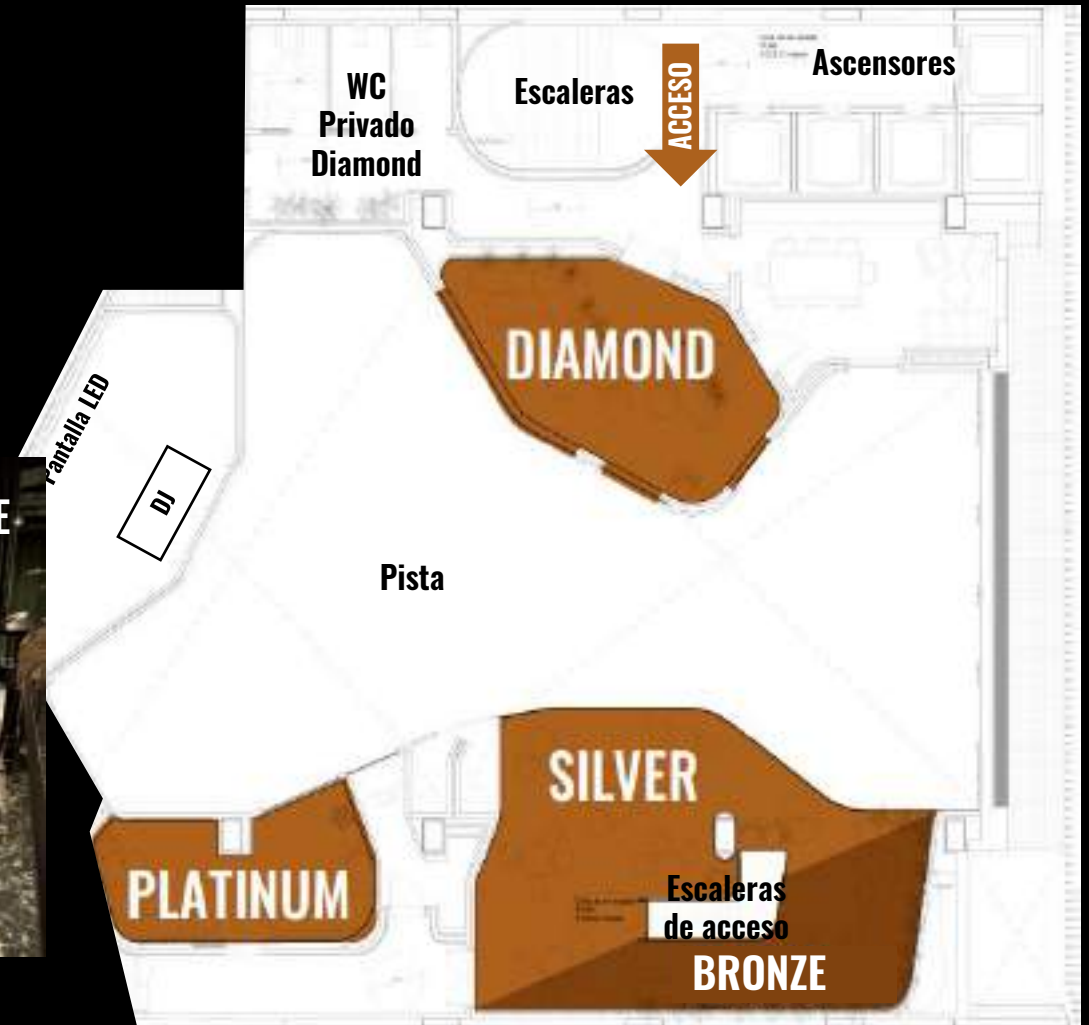 WC
Privado
Diamond
Escaleras
ACCESO
Ascensores
DIAMOND
Pantalla LED
DJ
E
Pista
SILVER
PLATINUM
Escaleras
de acceso
BRONZE